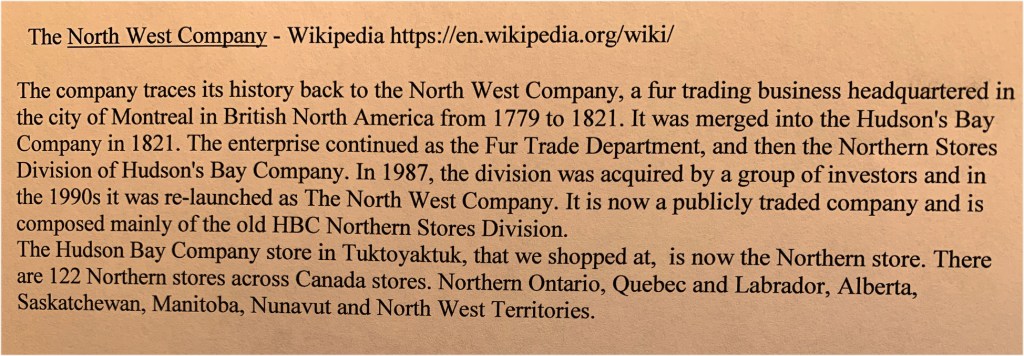 The North West Company - Wikipedia https://en.wikipedia.org/wiki/
The company traces its history back to the North West Company, a fur trading business headquartered in
the city of Montreal in British North America from 1779 to 1821. It was merged into the Hudson's Bay
Company in 1821. The enterprise continued as the Fur Trade Department, and then the Northern Stores
Division of Hudson's Bay Company. In 1987, the division was acquired by a group of investors and in
the 1990s it was re-launched as The North West Company. It is now a publicly traded company and is
composed mainly of the old HBC Northern Stores Division.
The Hudson Bay Company store in Tuktoyaktuk, that we shopped at,  is now the Northern store. There
are 122 Northern stores across Canada stores. Northern Ontario, Quebec and Labrador, Alberta,
Saskatchewan, Manitoba, Nunavut and North West Territories.